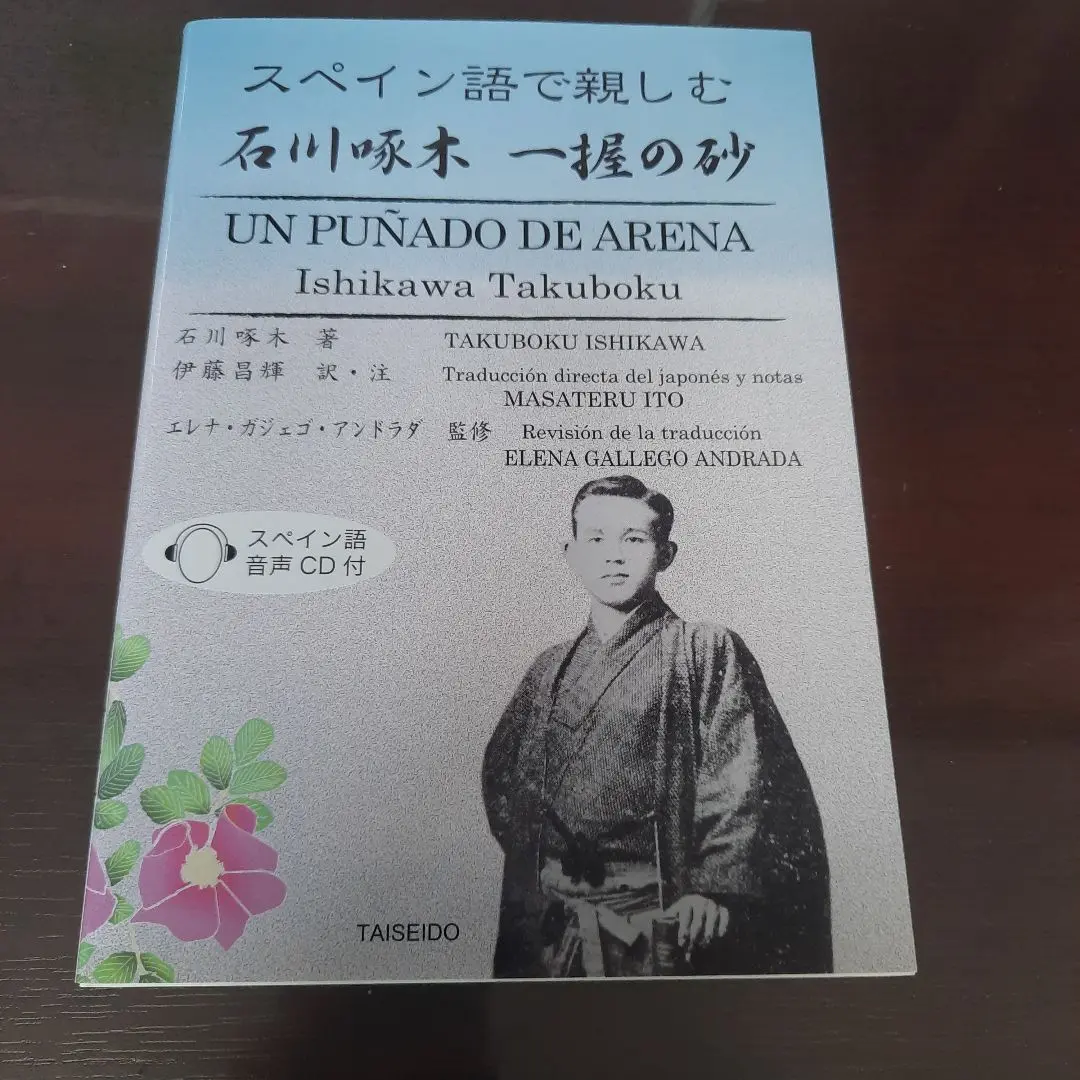 スペイン語で親しむ
石川啄木 一握の砂
UN PUÑADO DE ARENA
Ishikawa Takuboku
石川啄木 著 TAKUBOKU ISHIKAWA
伊藤昌輝 訳・注 Traducción directa del japonés y notas
MASATERU ITO
エレナ・ガジェゴ・アンドラダ 監修 Revisión de la traducción
ELENA GALLEGO ANDRADA
スペイン語
音声 CD 付
TAISEIDO